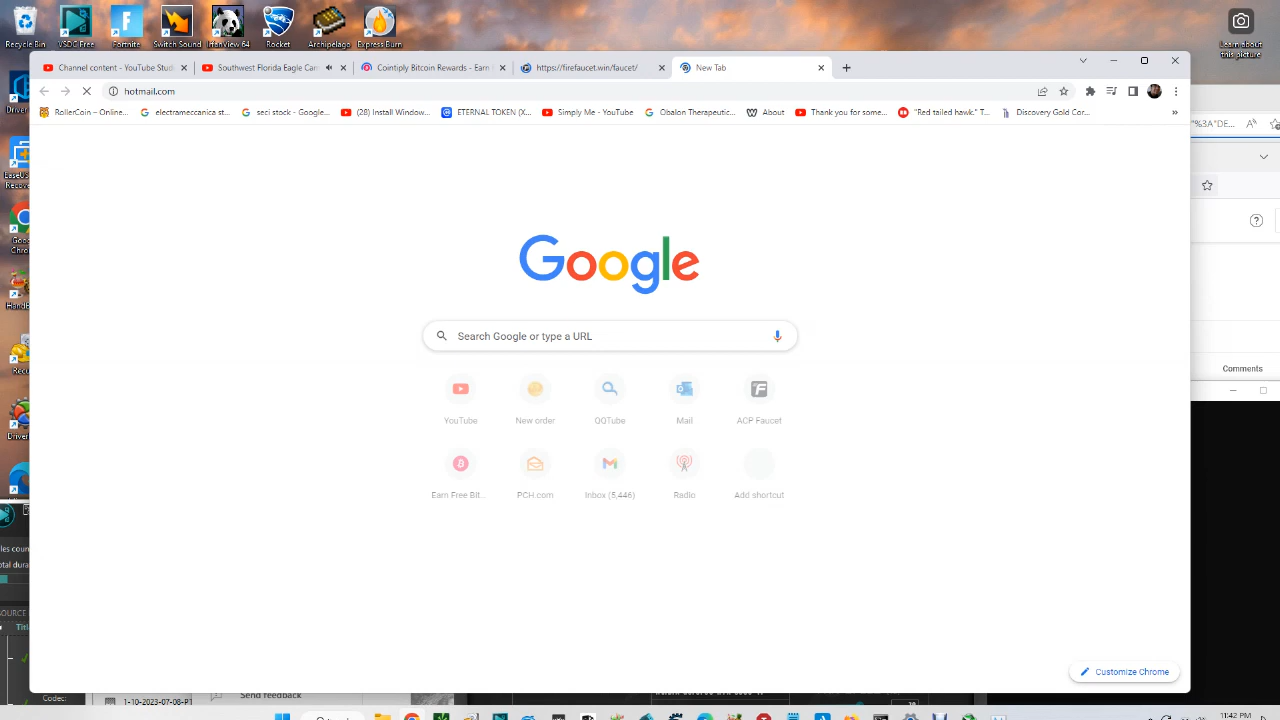 Recycle Bin
VSDC Free
Fortnite
Switch Sound
IrfanView 64
Rocket
Archipelago
Express Burn
Learn about this picture
Channel content - YouTube Stud
Southwest Florida Eagle Cam
Cointiply Bitcoin Rewards - Earn
https://firefaucet.win/faucet/
New Tab
hotmail.com
RollerCoin – Online...
electrameccanica st...
seci stock - Google...
(28) Install Window...
ETERNAL TOKEN (X...
Simply Me - YouTube
Obalon Therapeutic...
About
Thank you for some...
"Red tailed hawk." T...
Discovery Gold Cor...
»
"%3A"DE
Google
Search Google or type a URL
YouTube
New order
QQTube
Mail
ACP Faucet
Earn Free Bit...
PCH.com
Inbox (5,446)
Radio
Add shortcut
Comments
Customize Chrome
Codec:
1-10-2023-07-08-P
Send feedback
11:42 PM